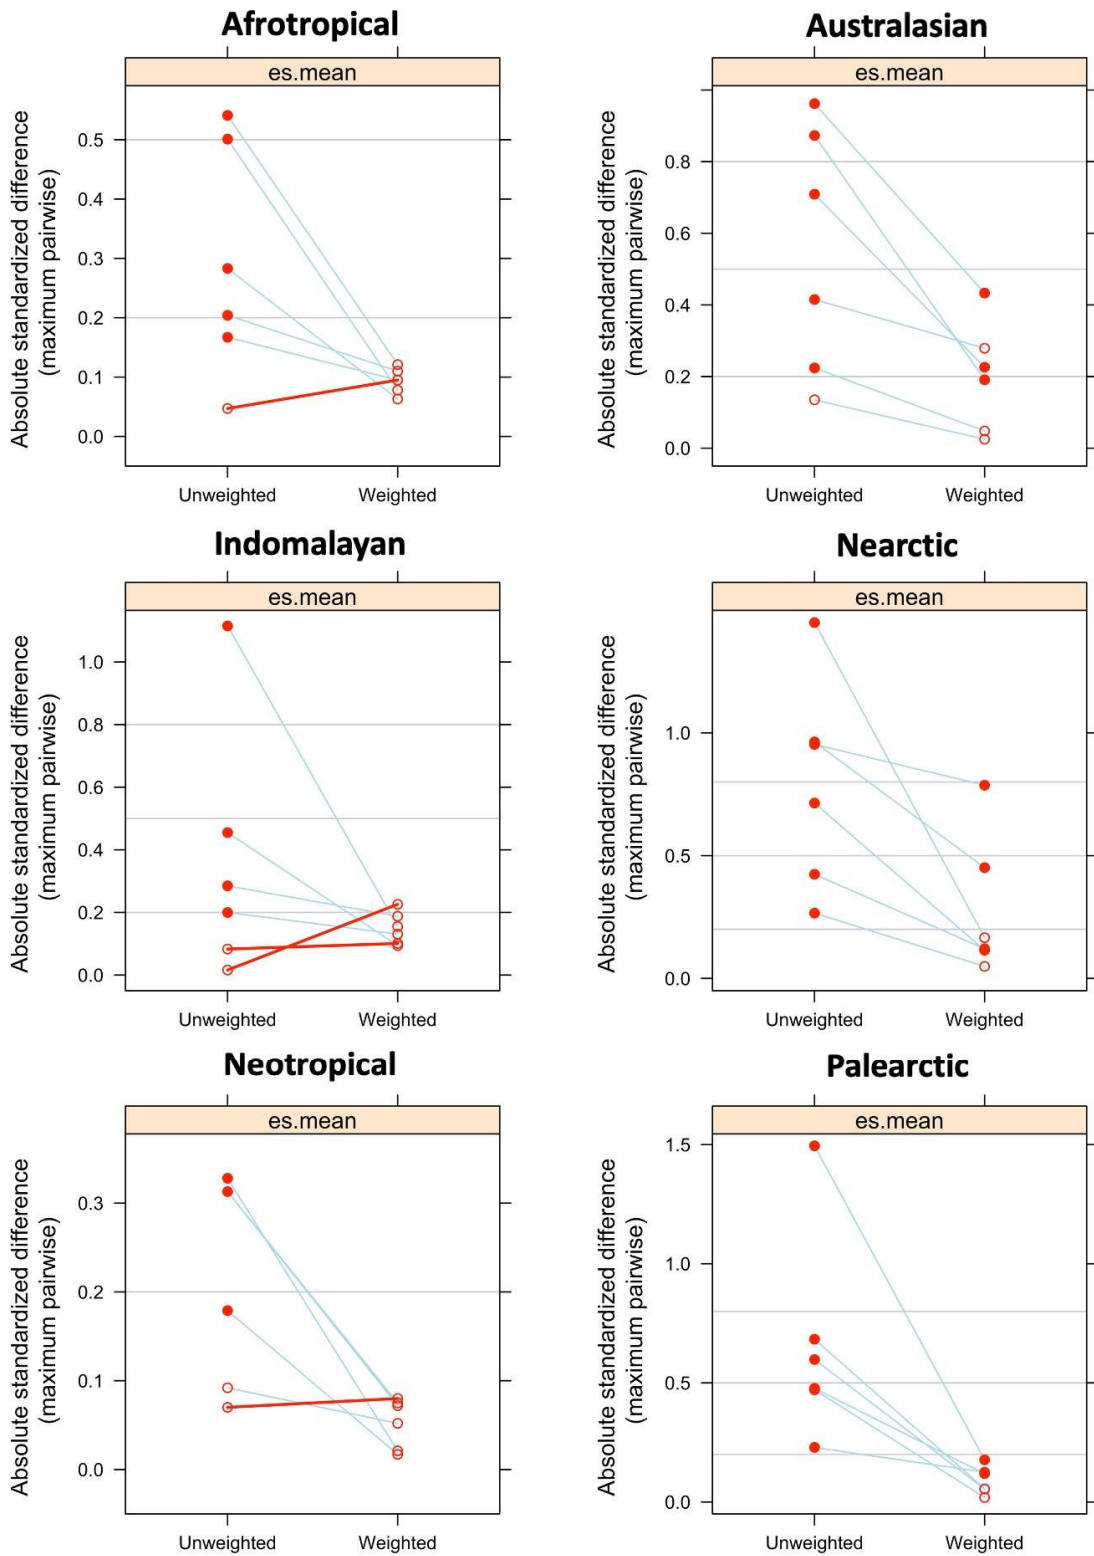 Afrotropical
es.mean
Absolute standardized difference
(maximum pairwise)
0.5
0.4
0.3
0.2
0.1
0.0
Unweighted Weighted
Australasian
es.mean
Absolute standardized difference
(maximum pairwise)
0.8
0.6
0.4
0.2
0.0
Unweighted Weighted
Indomalayan
es.mean
Absolute standardized difference
(maximum pairwise)
1.0
0.8
0.6
0.4
0.2
0.0
Unweighted Weighted
Nearctic
es.mean
Absolute standardized difference
(maximum pairwise)
1.0
0.5
0.0
Unweighted Weighted
Neotropical
es.mean
Absolute standardized difference
(maximum pairwise)
0.3
0.2
0.1
0.0
Unweighted Weighted
Palearctic
es.mean
Absolute standardized difference
(maximum pairwise)
1.5
1.0
0.5
0.0
Unweighted Weighted